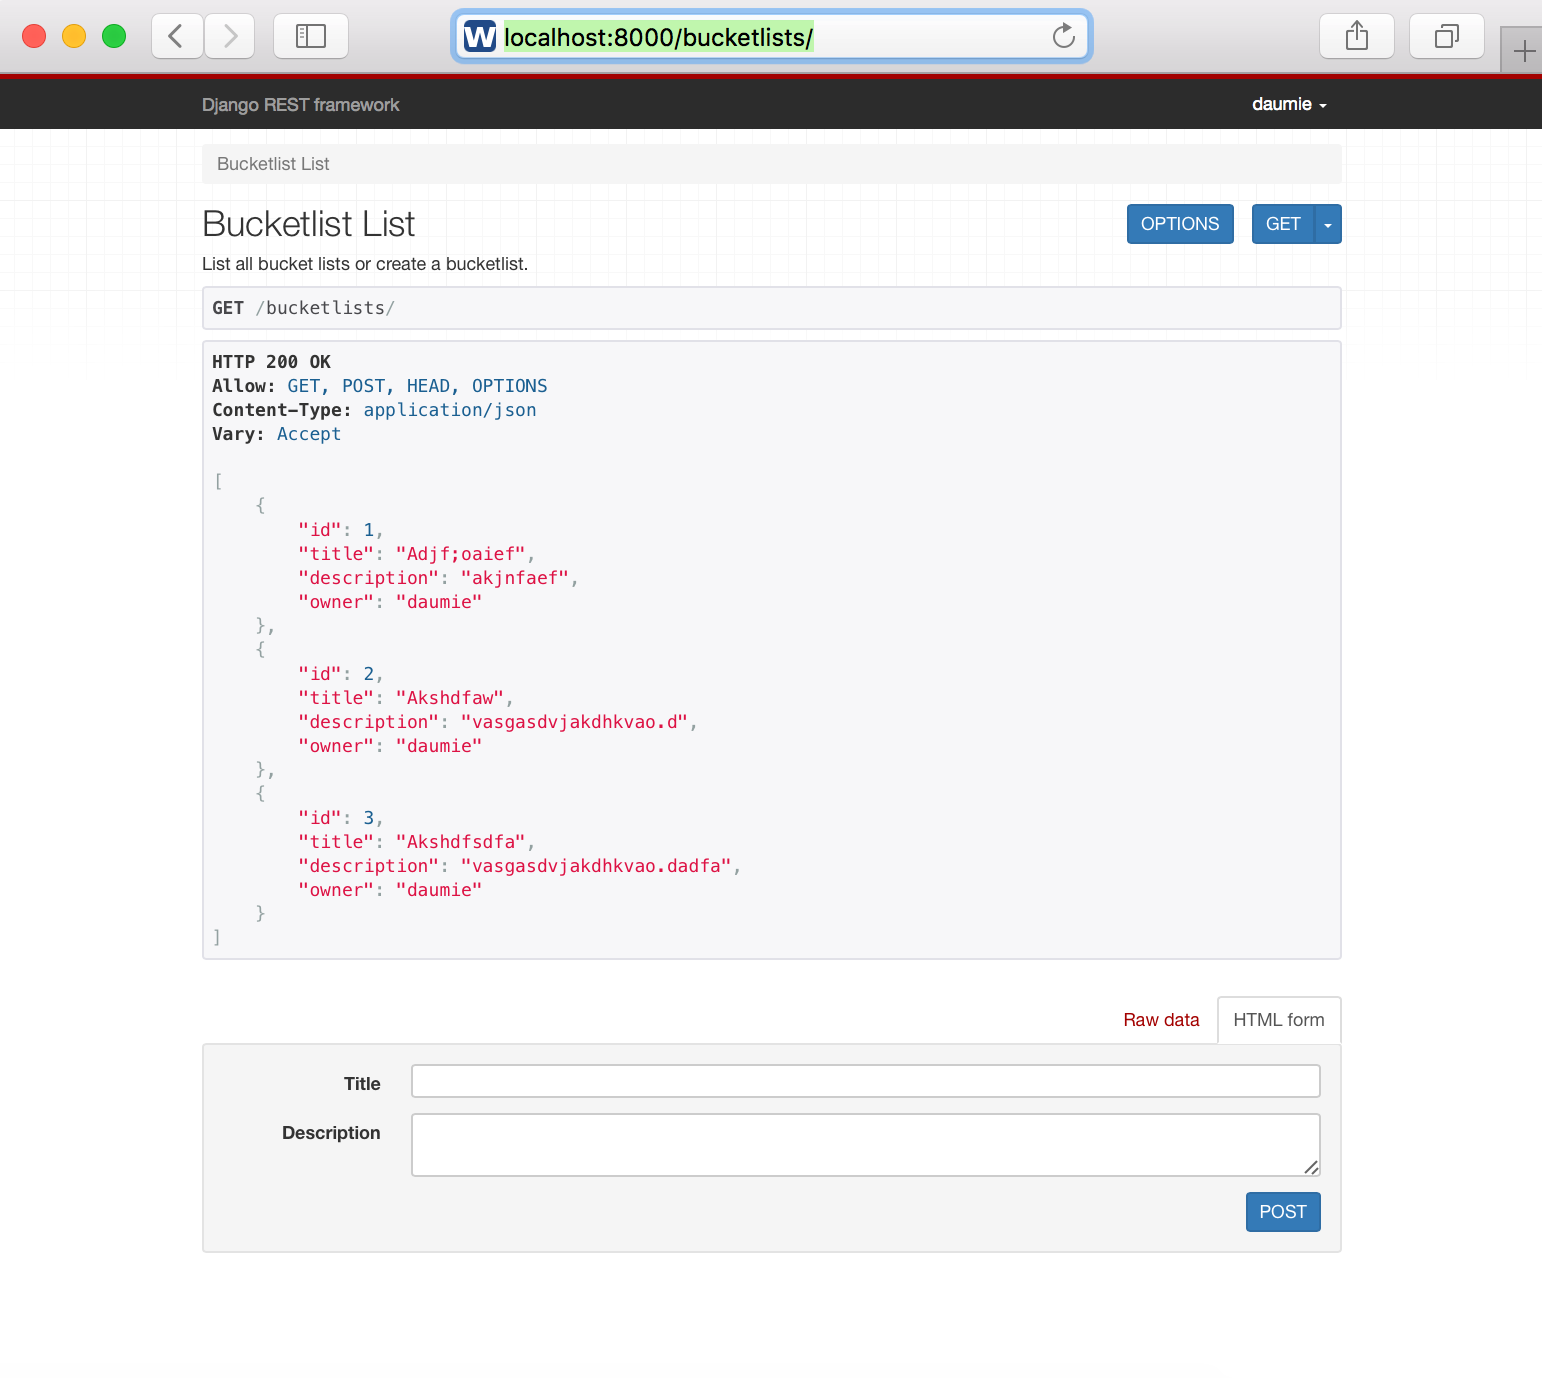 W localhost:8000/bucketlists/
Django REST framework daumie
Bucketlist List
Bucketlist List OPTIONS GET
List all bucket lists or create a bucketlist.
GET /bucketlists/
HTTP 200 OK
Allow: GET, POST, HEAD, OPTIONS
Content-Type: application/json
Vary: Accept
[
    {
        "id": 1,
        "title": "Adjf;oaief",
        "description": "akjnfaef",
        "owner": "daumie"
    },
    {
        "id": 2,
        "title": "Akshdfaw",
        "description": "vasgasdvjakdhkvao.d",
        "owner": "daumie"
    },
    {
        "id": 3,
        "title": "Akshdfsdfa",
        "description": "vasgasdvjakdhkvao.dadfa",
        "owner": "daumie"
    }
]
Raw data HTML form
Title
Description
POST